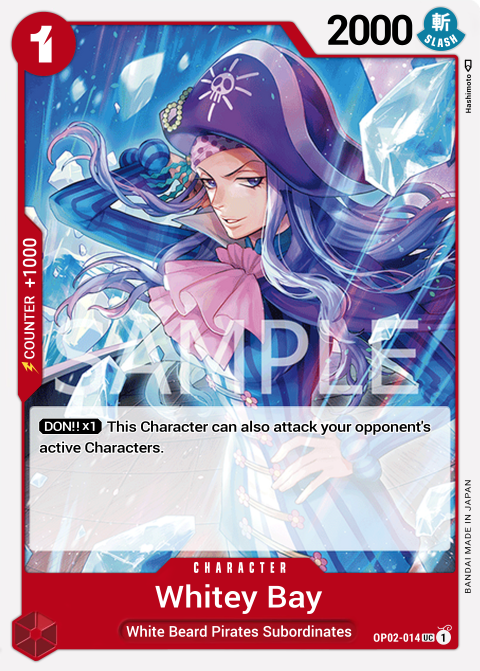 1
2000
斬
SLASH
Hashimoto
COUNTER +1000
SAMPLE
DON!! x1 This Character can also attack your opponent's
active Characters.
BANDAI MADE IN JAPAN
CHARACTER
Whitey Bay
White Beard Pirates Subordinates
OP02-014 UC 1